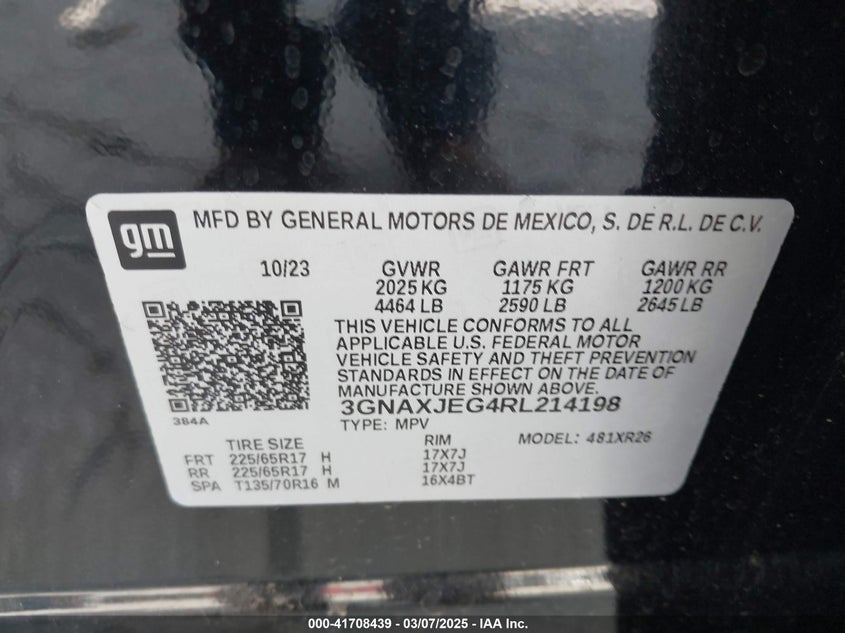 gm
MFD BY GENERAL MOTORS DE MEXICO, S. DE R.L. DE C.V.
10/23 GVWR GAWR FRT GAWR RR
2025 KG 1175 KG 1200 KG
4464 LB 2590 LB 2645 LB
THIS VEHICLE CONFORMS TO ALL
APPLICABLE U.S. FEDERAL MOTOR
VEHICLE SAFETY AND THEFT PREVENTION
STANDARDS IN EFFECT ON THE DATE OF
MANUFACTURE SHOWN ABOVE.
3GNAXJEG4RL214198
384A
TYPE: MPV
TIRE SIZE RIM MODEL: 481XR26
FRT 225/65R17 H 17X7J
RR 225/65R17 H 17X7J
SPA T135/70R16 M 16X4BT
000-41708439 — 03/07/2025 — IAA Inc.